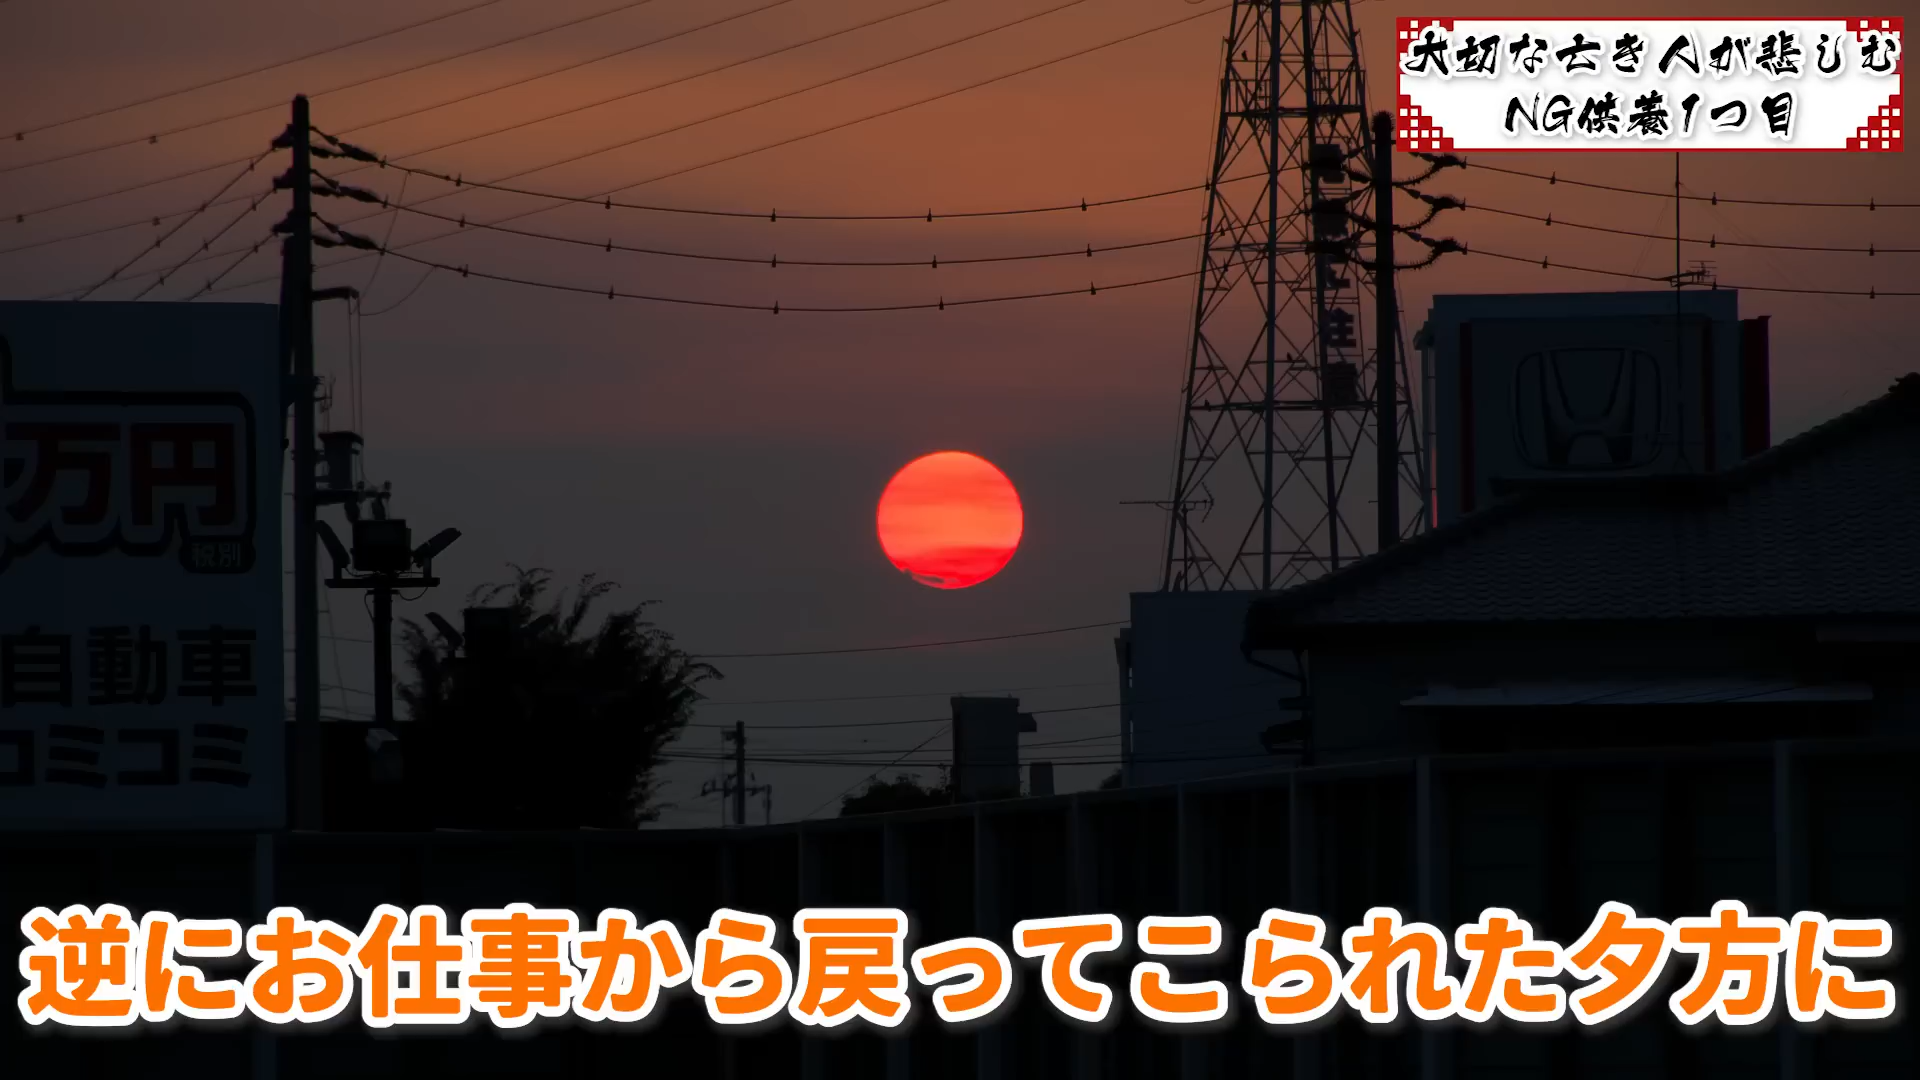 大切な亡き人が悲しむ
NG供養1つ目
万円
税別
自動車
コミコミ
逆にお仕事から戻ってこられた夕方に